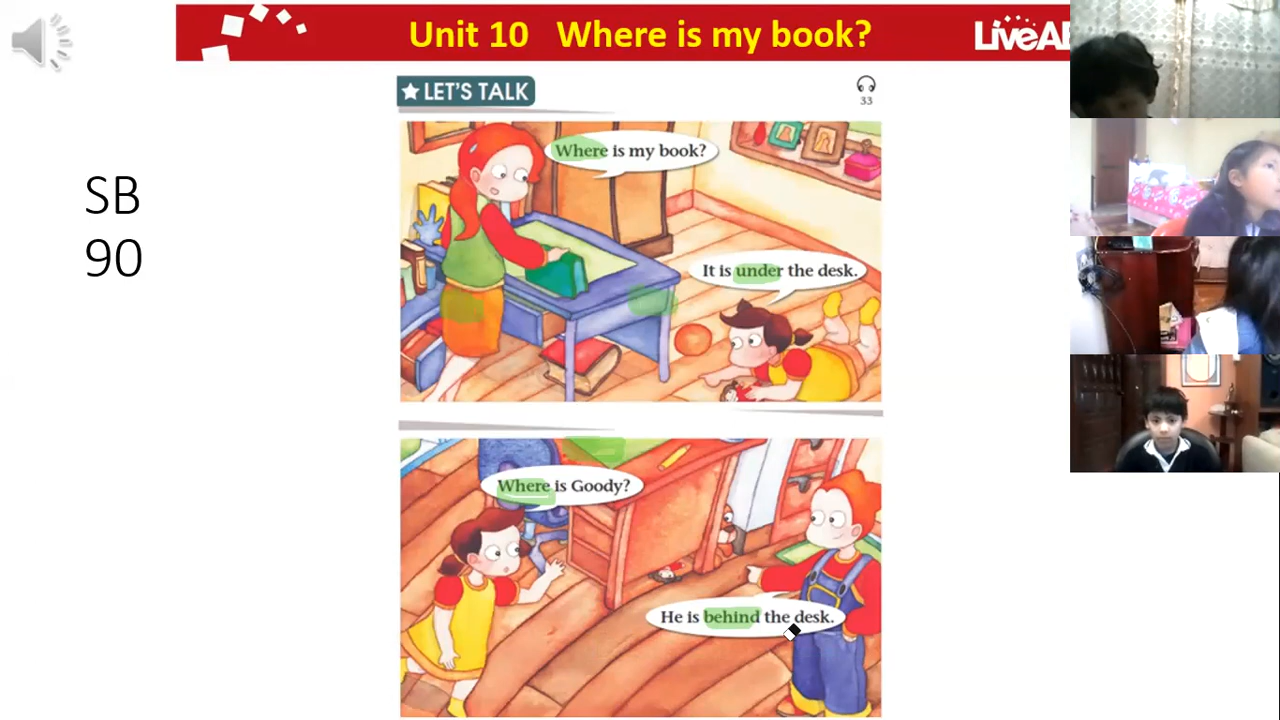 Unit 10 Where is my book?
LiveA
LET'S TALK
33
SB
90
Where is my book?
It is under the desk.
Where is Goody?
He is behind the desk.